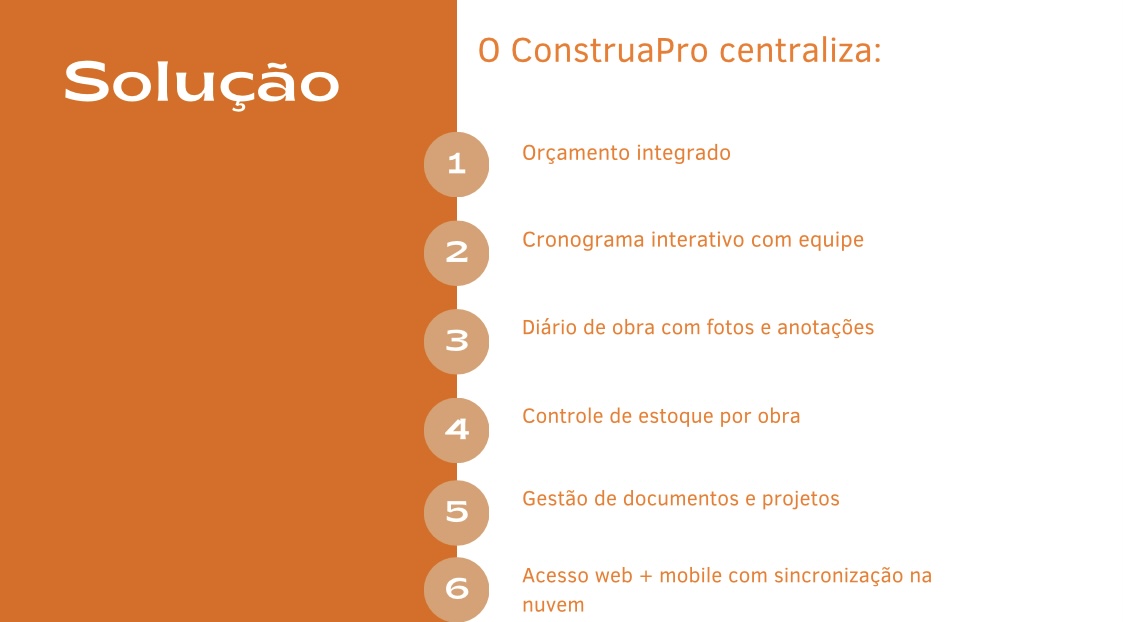 Solução
O ConstruaPro centraliza:
1
Orçamento integrado
2
Cronograma interativo com equipe
3
Diário de obra com fotos e anotações
4
Controle de estoque por obra
5
Gestão de documentos e projetos
6
Acesso web + mobile com sincronização na
nuvem